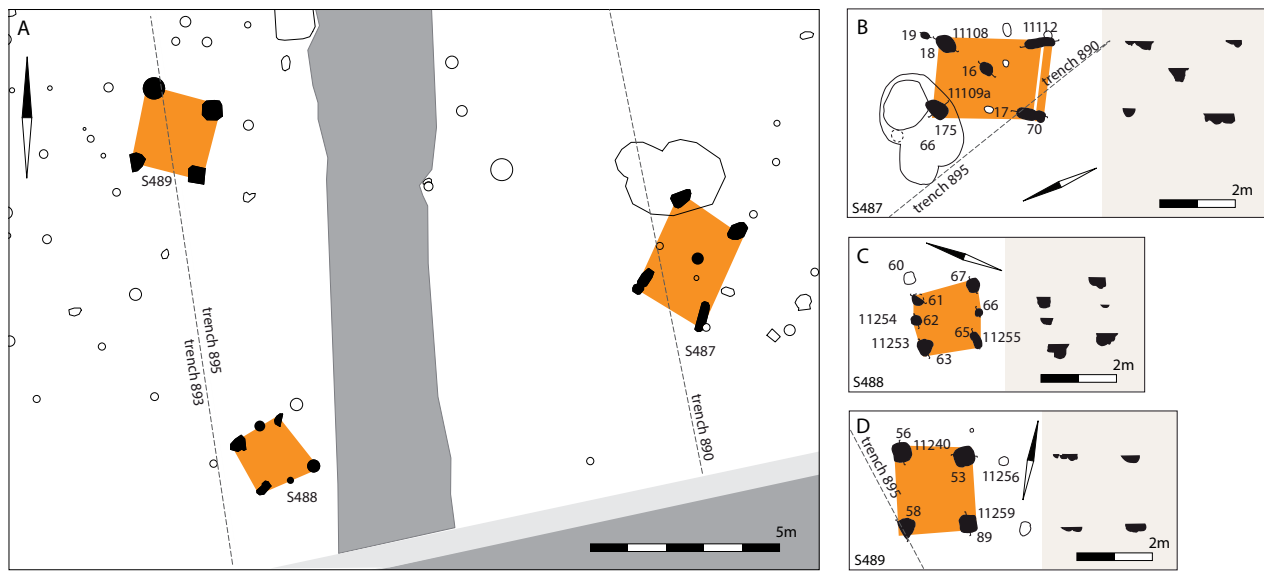 A
S489
trench 895
trench 893
S488
S487
trench 890
5m
B
19
11108
11112
18
16
trench 890
11109a
17
175
70
66
trench 895
S487
2m
C
60
67
61
66
11254
62
65
11255
11253
63
S488
2m
D
56
11240
trench 895
53
11256
58
11259
89
S489
2m